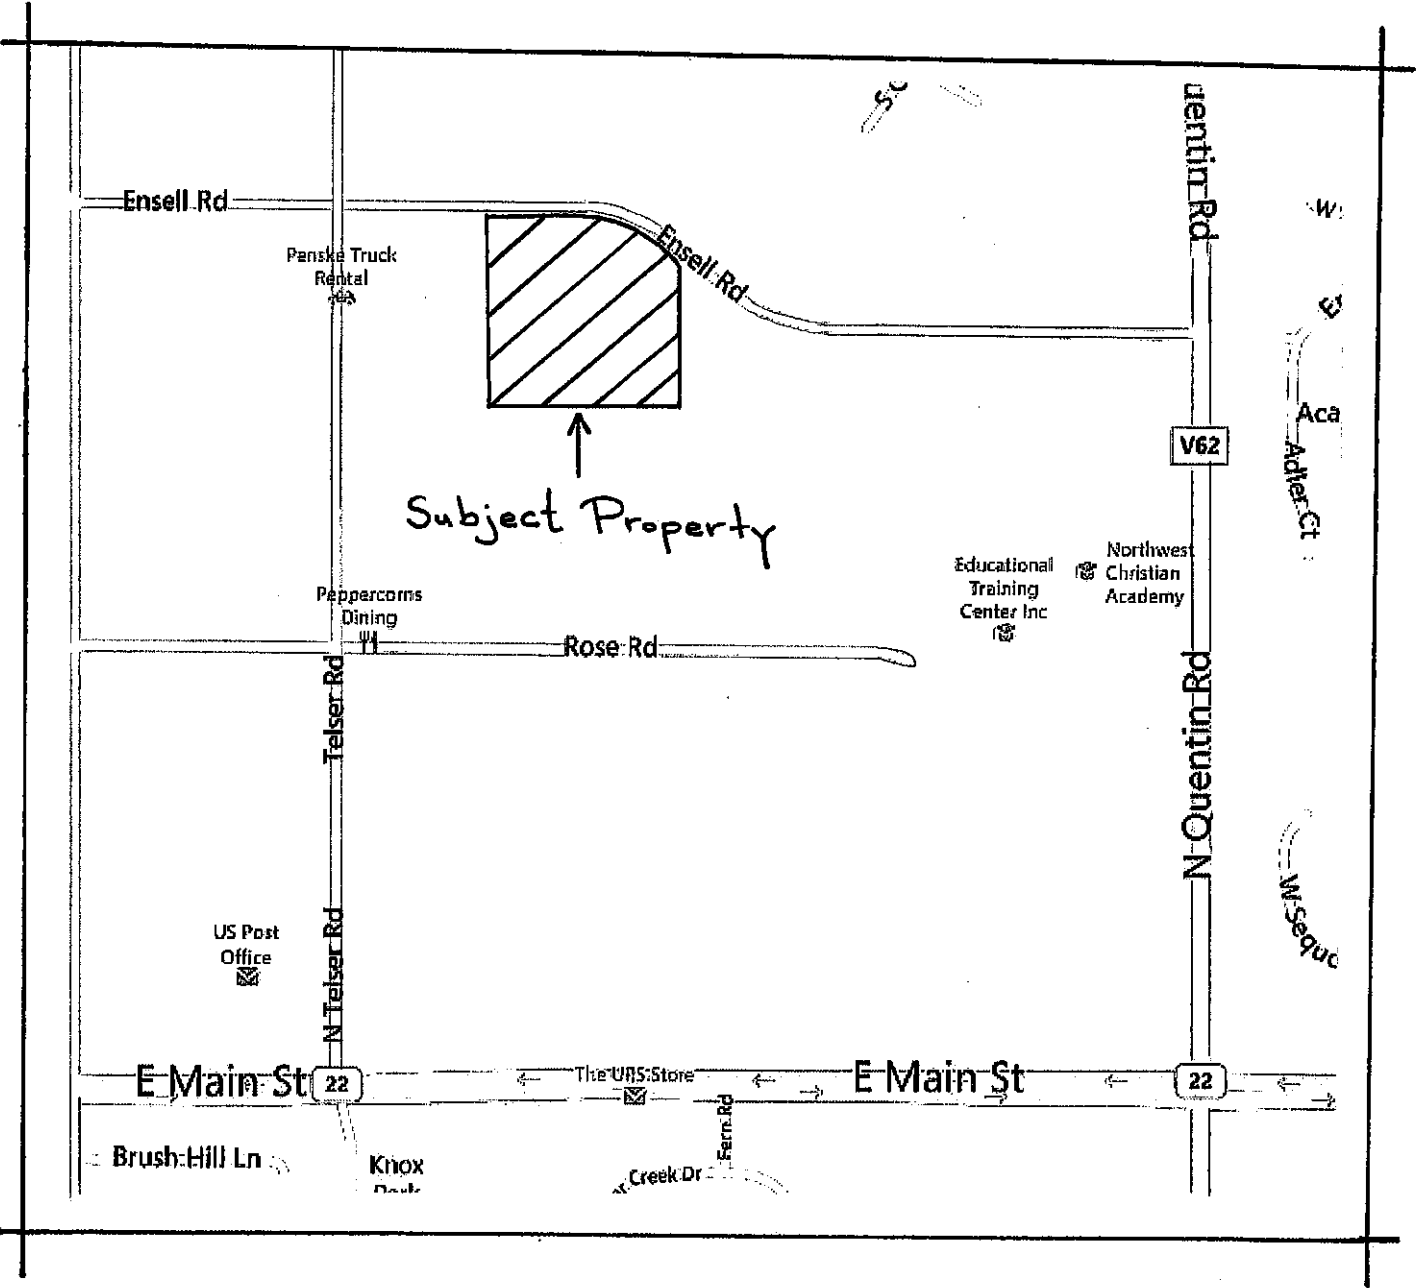 S
uentin Rd
Ensell Rd
W
Penske Truck
Rental
Ensell Rd
Er
Aca
V62
Adler Ct
Subject Property
Northwest
Christian
Academy
Educational
Training
Center Inc
Peppercorns
Dining
Rose Rd
Telser Rd
N Quentin Rd
W Sequo
US Post
Office
N Telser Rd
E Main St
22
The UPS Store
E Main St
22
Fern Rd
Brush Hill Ln
Knox
Park
Creek Dr